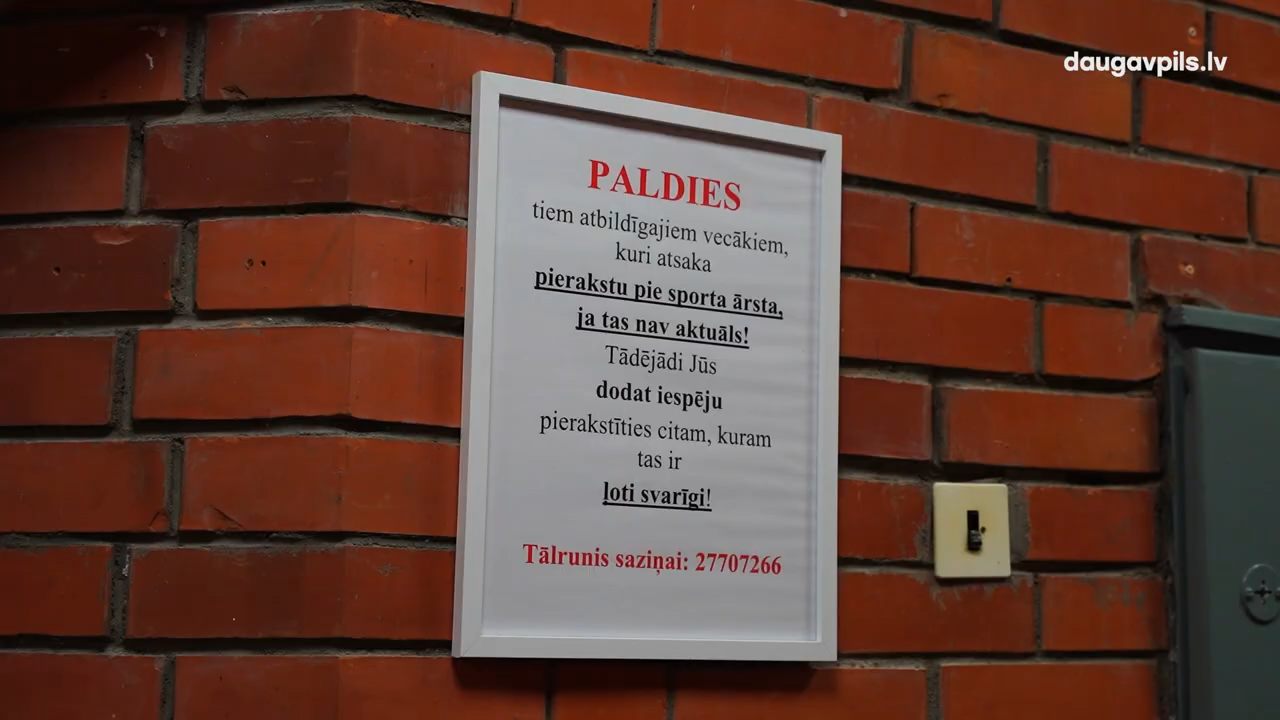 daugavpils.lv
PALDIES
tiem atbildīgajiem vecākiem,
kuri atsaka
pierakstu pie sporta ārsta,
ja tas nav aktuāls!
Tādējādi Jūs
dodat iespēju
pierakstīties citam, kuram
tas ir
ļoti svarīgi!
Tālrunis saziņai: 27707266